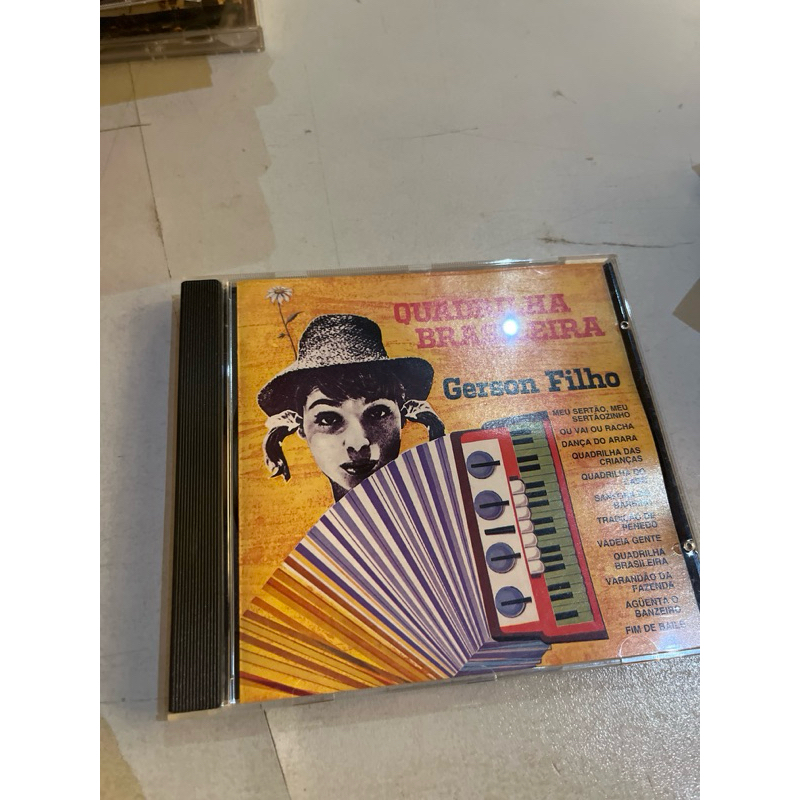 QUADRILHA
BRASILEIRA
Gerson Filho
MEU SERTÃO, MEU
SERTÃOZINHO
OU VAI OU RACHA
DANÇA DO ARARA
QUADRILHA DAS
CRIANÇAS
QUADRILHA DO
TRADIÇÃO DE
PENEDO
VADEIA GENTE
QUADRILHA
BRASILEIRA
VARANDÃO DA
FAZENDA
AGÜENTA O
BANZEIRO
FIM DE BAILE